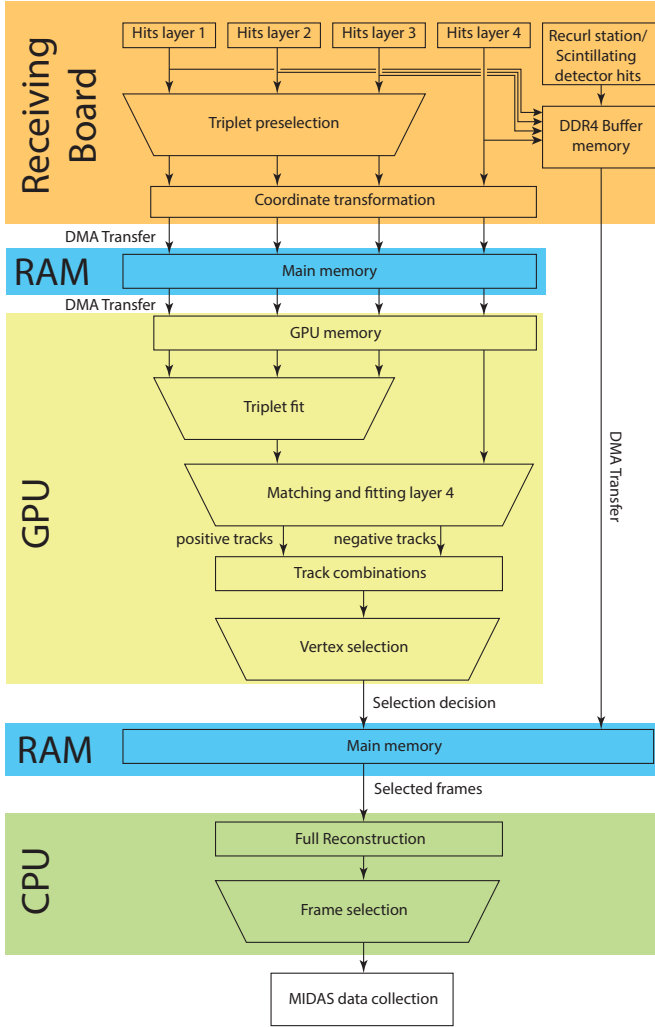 Receiving
Board
Hits layer 1
Hits layer 2
Hits layer 3
Hits layer 4
Recurl station/
Scintillating
detector hits
Triplet preselection
DDR4 Buffer
memory
Coordinate transformation
DMA Transfer
RAM
Main memory
DMA Transfer
GPU
GPU memory
Triplet fit
Matching and fitting layer 4
DMA Transfer
positive tracks
negative tracks
Track combinations
Vertex selection
Selection decision
RAM
Main memory
Selected frames
CPU
Full Reconstruction
Frame selection
MIDAS data collection